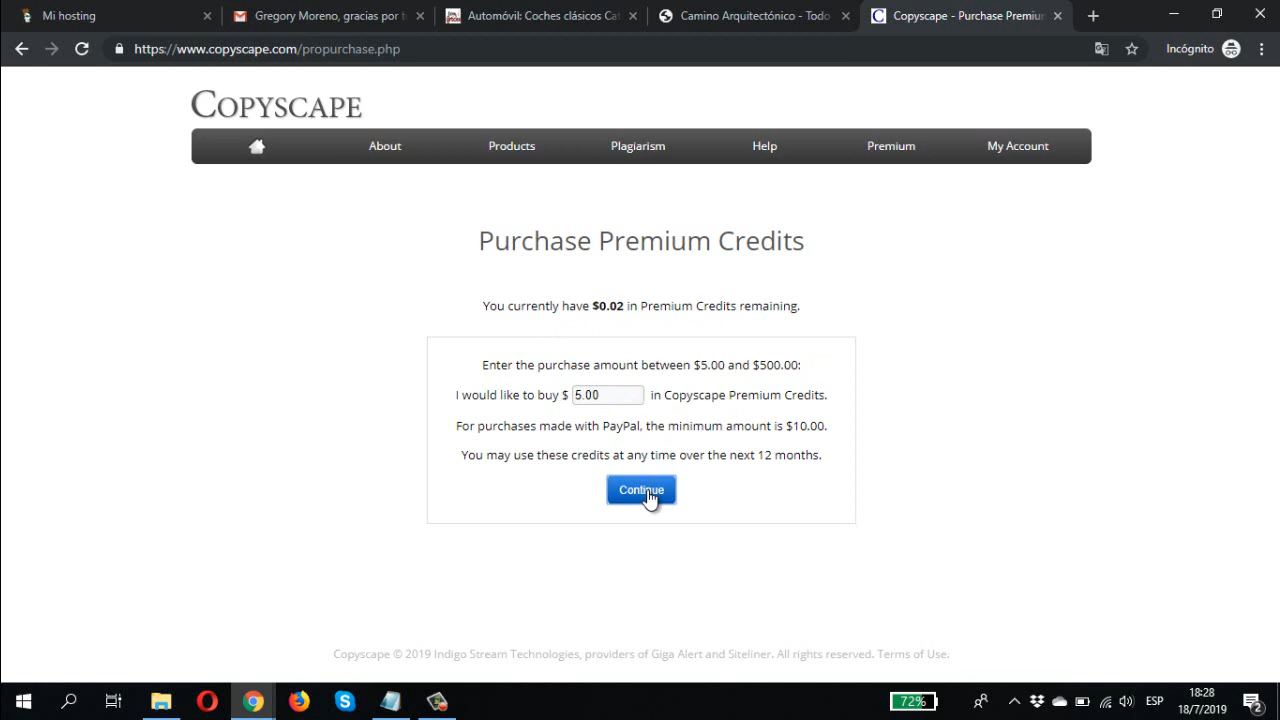 Mi hosting
Gregory Moreno, gracias por t
Automóvil: Coches clásicos Cat
Camino Arquitectónico - Todo
Copyscape - Purchase Premium
https://www.copyscape.com/propurchase.php
Incógnito
COPYSCAPE
About
Products
Plagiarism
Help
Premium
My Account
Purchase Premium Credits
You currently have $0.02 in Premium Credits remaining.
Enter the purchase amount between $5.00 and $500.00:
I would like to buy $ 5.00 in Copyscape Premium Credits.
For purchases made with PayPal, the minimum amount is $10.00.
You may use these credits at any time over the next 12 months.
Continue
Copyscape © 2019 Indigo Stream Technologies, providers of Giga Alert and Siteliner. All rights reserved. Terms of Use.
72%
ESP
18:28
18/7/2019
2